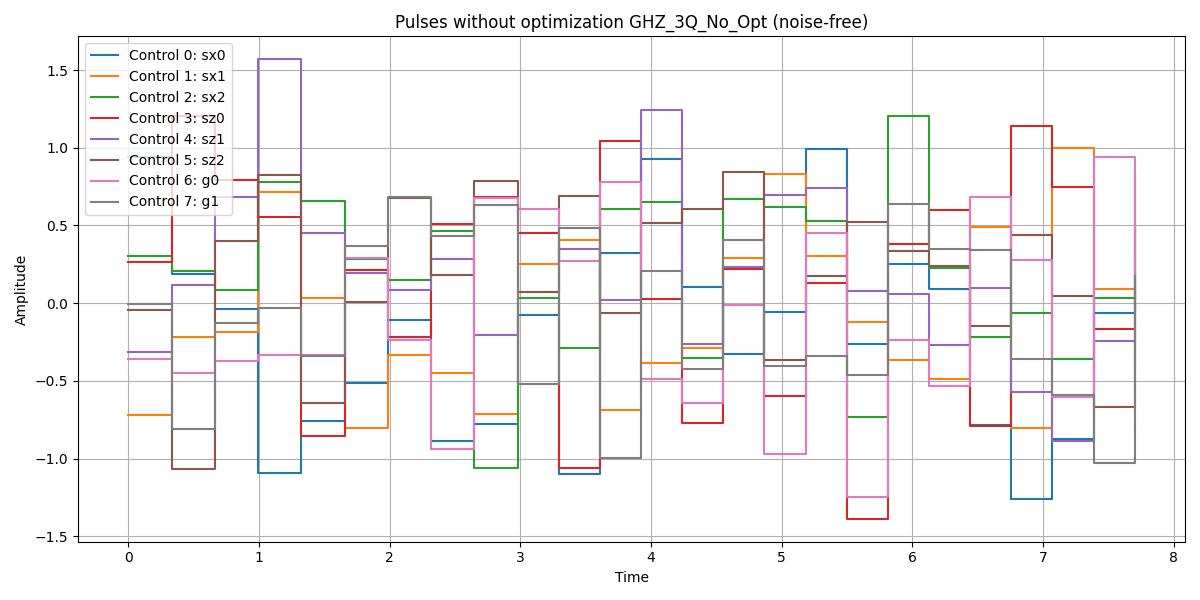 Pulses without optimization GHZ_3Q_No_Opt (noise-free)
Control 0: sx0
Control 1: sx1
Control 2: sx2
Control 3: sz0
Control 4: sz1
Control 5: sz2
Control 6: g0
Control 7: g1
Amplitude
1.5
1.0
0.5
0.0
−0.5
−1.0
−1.5
0 1 2 3 4 5 6 7 8
Time